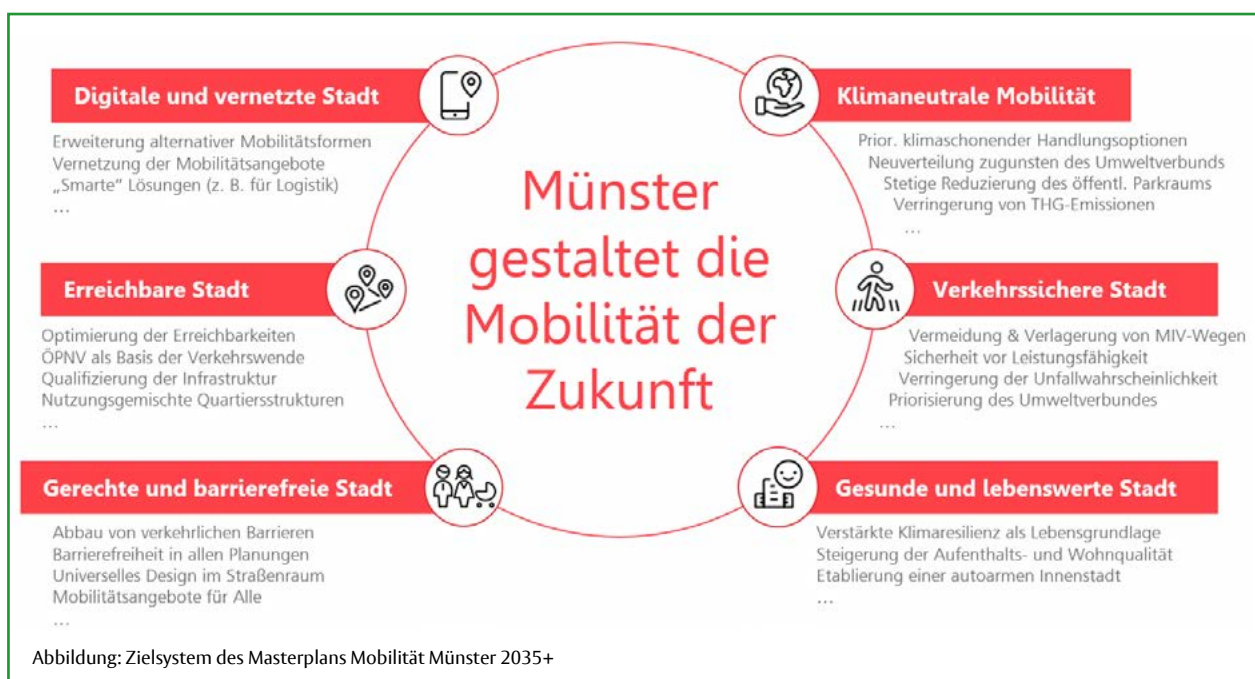 Digitale und vernetzte Stadt
Erweiterung alternativer Mobilitätsformen
Vernetzung der Mobilitätsangebote
„Smarte" Lösungen (z. B. für Logistik)
...
Erreichbare Stadt
Optimierung der Erreichbarkeiten
ÖPNV als Basis der Verkehrswende
Qualifizierung der Infrastruktur
Nutzungsgemischte Quartiersstrukturen
...
Gerechte und barrierefreie Stadt
Abbau von verkehrlichen Barrieren
Barrierefreiheit in allen Planungen
Universelles Design im Straßenraum
Mobilitätsangebote für Alle
...
Münster
gestaltet die
Mobilität der
Zukunft
Klimaneutrale Mobilität
Prior. klimaschonender Handlungsoptionen
Neuverteilung zugunsten des Umweltverbunds
Stetige Reduzierung des öffentl. Parkraums
Verringerung von THG-Emissionen
...
Verkehrssichere Stadt
Vermeidung & Verlagerung von MIV-Wegen
Sicherheit vor Leistungsfähigkeit
Verringerung der Unfallwahrscheinlichkeit
Priorisierung des Umweltverbundes
...
Gesunde und lebenswerte Stadt
Verstärkte Klimaresilienz als Lebensgrundlage
Steigerung der Aufenthalts- und Wohnqualität
Etablierung einer autoarmen Innenstadt
...
Abbildung: Zielsystem des Masterplans Mobilität Münster 2035+